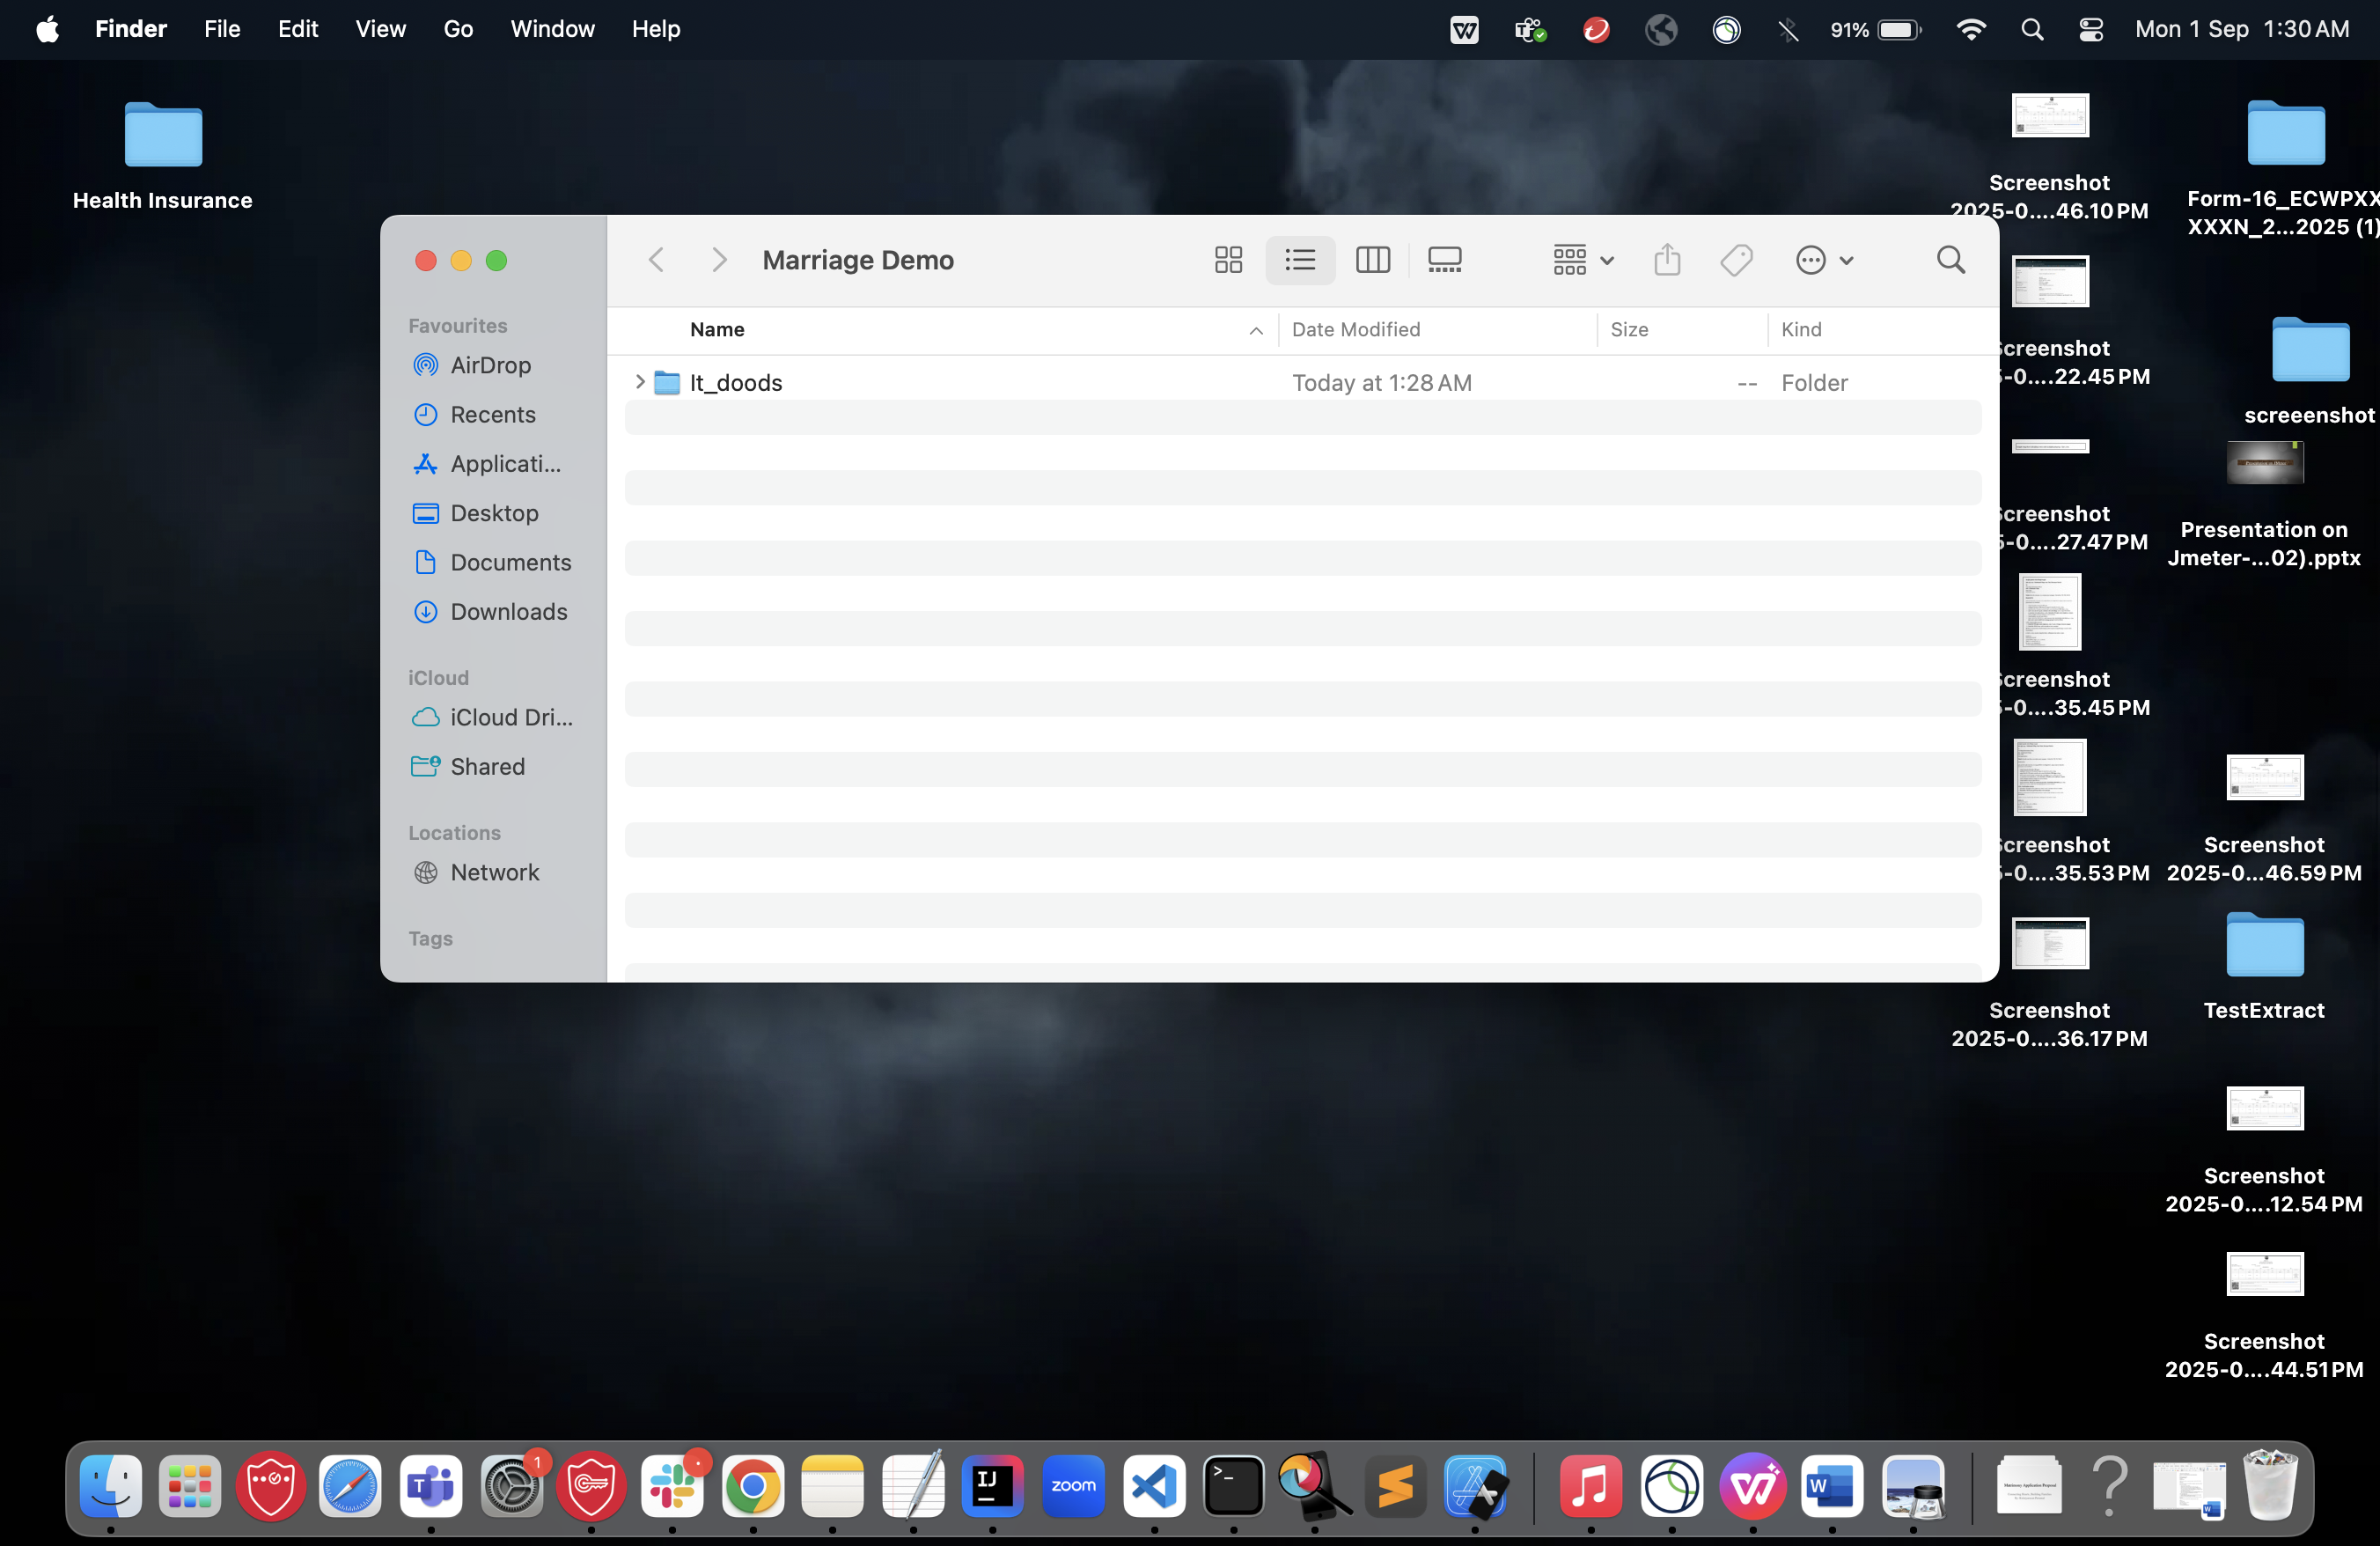 Finder File Edit View Go Window Help
91% Mon 1 Sep 1:30 AM
Health Insurance
Marriage Demo
Favourites
AirDrop
Recents
Applicati...
Desktop
Documents
Downloads
iCloud
iCloud Dri...
Shared
Locations
Network
Tags
Name Date Modified Size Kind
lt_doods Today at 1:28 AM -- Folder
Screenshot
2025-0....46.10 PM
creenshot
5-0....22.45 PM
creenshot
5-0....27.47 PM
creenshot
-0....35.45 PM
creenshot
-0....35.53 PM
Screenshot
2025-0....36.17 PM
Form-16_ECWPXX
XXXN_2...2025 (1)
screeenshot
Presentation on
Jmeter-...02).pptx
Screenshot
2025-0...46.59 PM
TestExtract
Screenshot
2025-0....12.54 PM
Screenshot
2025-0....44.51 PM
1
zoom